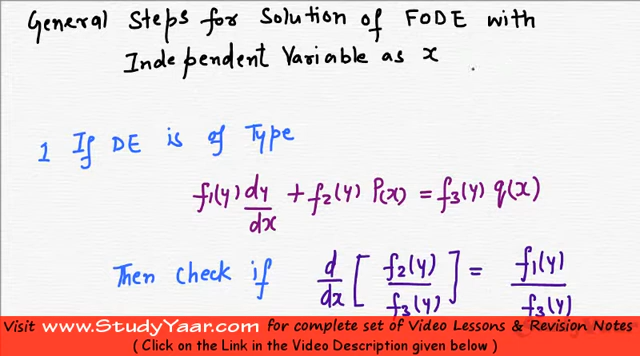 General Steps for Solution of FODE with
Independent Variable as x
1 If DE is of Type
f1(y) dy/dx + f2(y) P(x) = f3(y) q(x)
Then check if d/dx [ f2(y)/f3(y) ] = f1(y)/f3(y)
Visit www.StudyYaar.com for complete set of Video Lessons & Revision Notes
( Click on the Link in the Video Description given below )